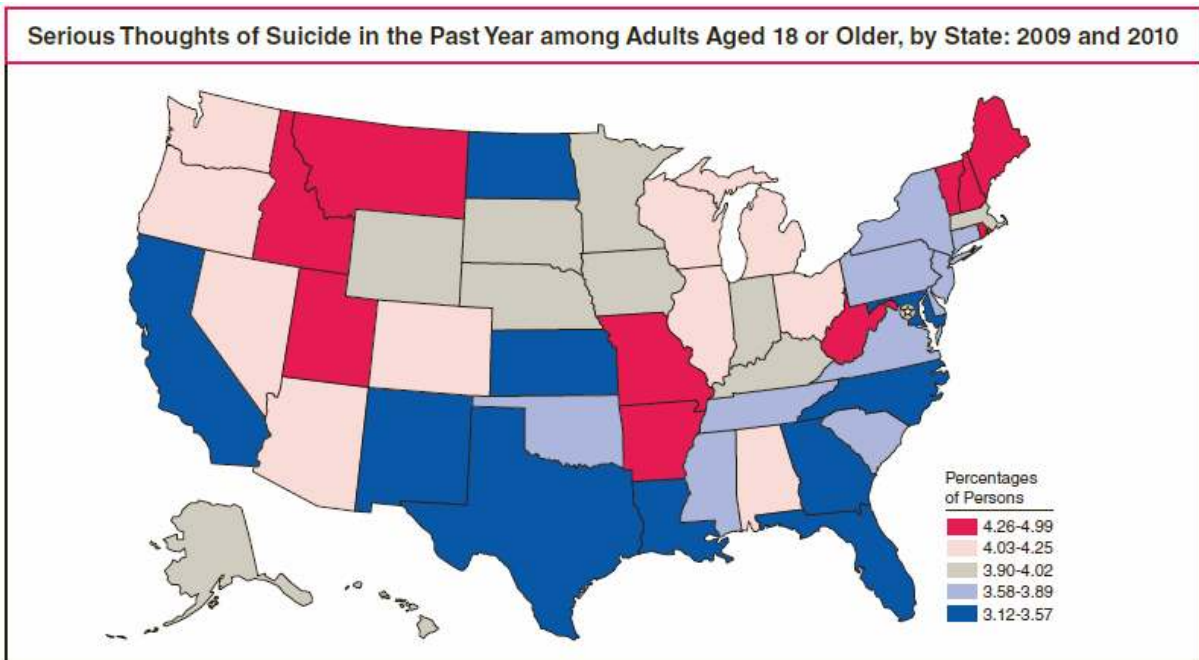 Serious Thoughts of Suicide in the Past Year among Adults Aged 18 or Older, by State: 2009 and 2010
Percentages
of Persons
4.26-4.99
4.03-4.25
3.90-4.02
3.58-3.89
3.12-3.57